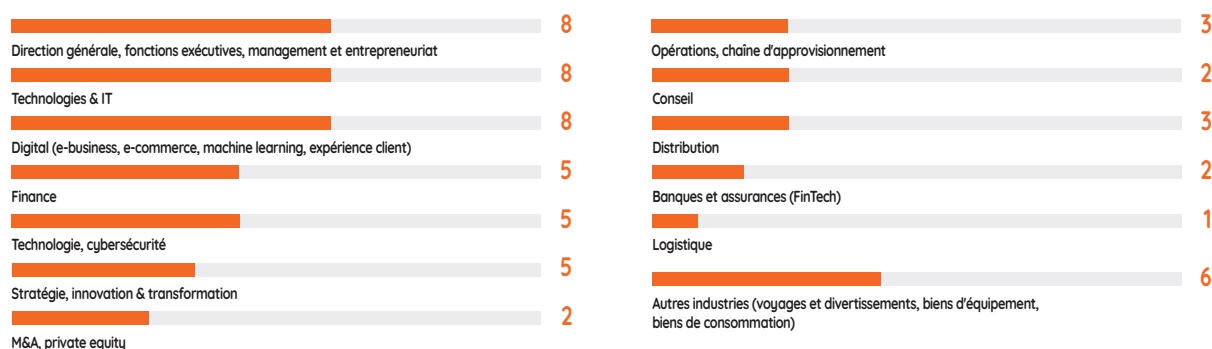 8
Direction générale, fonctions exécutives, management et entrepreneuriat
8
Technologies & IT
8
Digital (e-business, e-commerce, machine learning, expérience client)
5
Finance
5
Technologie, cybersécurité
5
Stratégie, innovation & transformation
2
M&A, private equity
3
Opérations, chaîne d'approvisionnement
2
Conseil
3
Distribution
2
Banques et assurances (FinTech)
1
Logistique
6
Autres industries (voyages et divertissements, biens d'équipement,
biens de consommation)